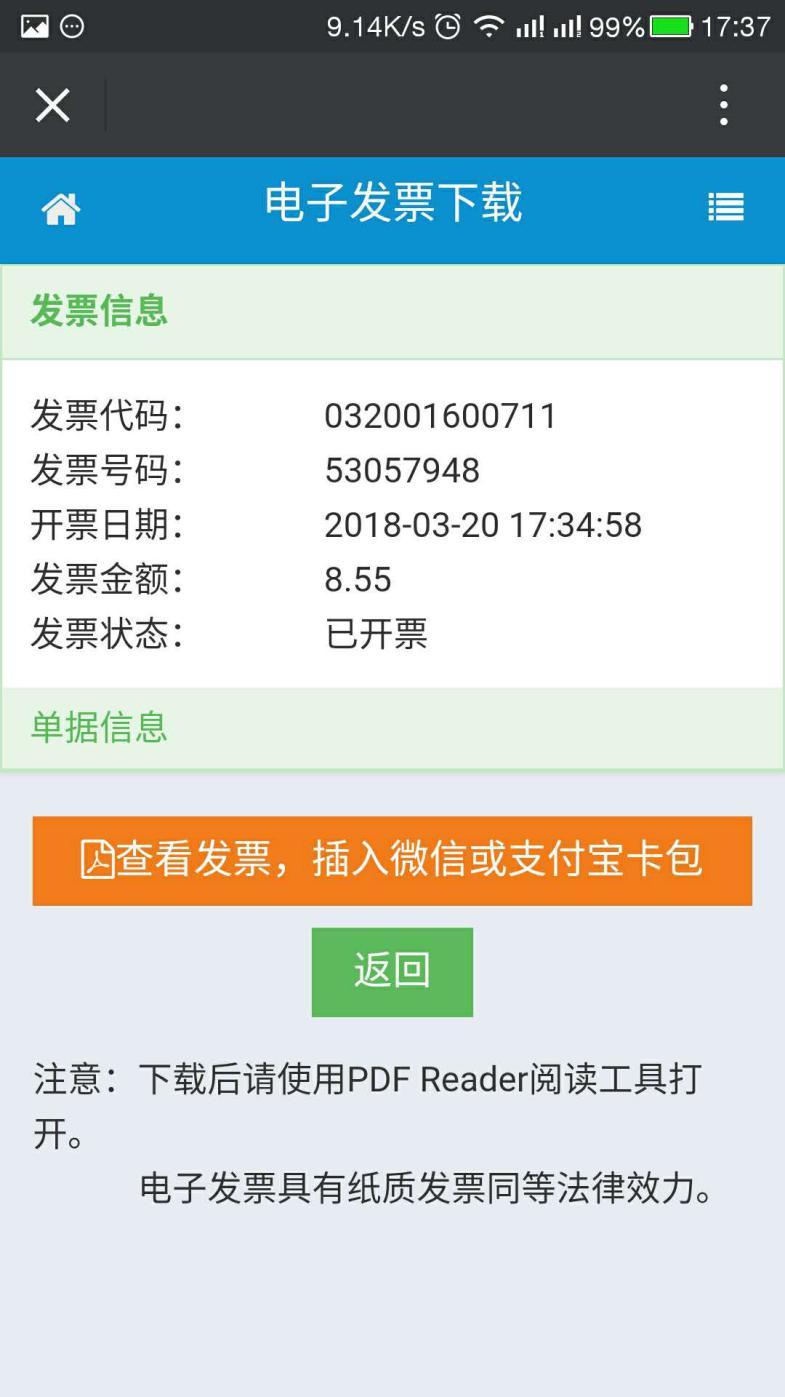 9.14K/s 99% 17:37
电子发票下载
发票信息
发票代码： 032001600711
发票号码： 53057948
开票日期： 2018-03-20 17:34:58
发票金额： 8.55
发票状态： 已开票
单据信息
查看发票，插入微信或支付宝卡包
返回
注意：下载后请使用PDF Reader阅读工具打
开。
电子发票具有纸质发票同等法律效力。